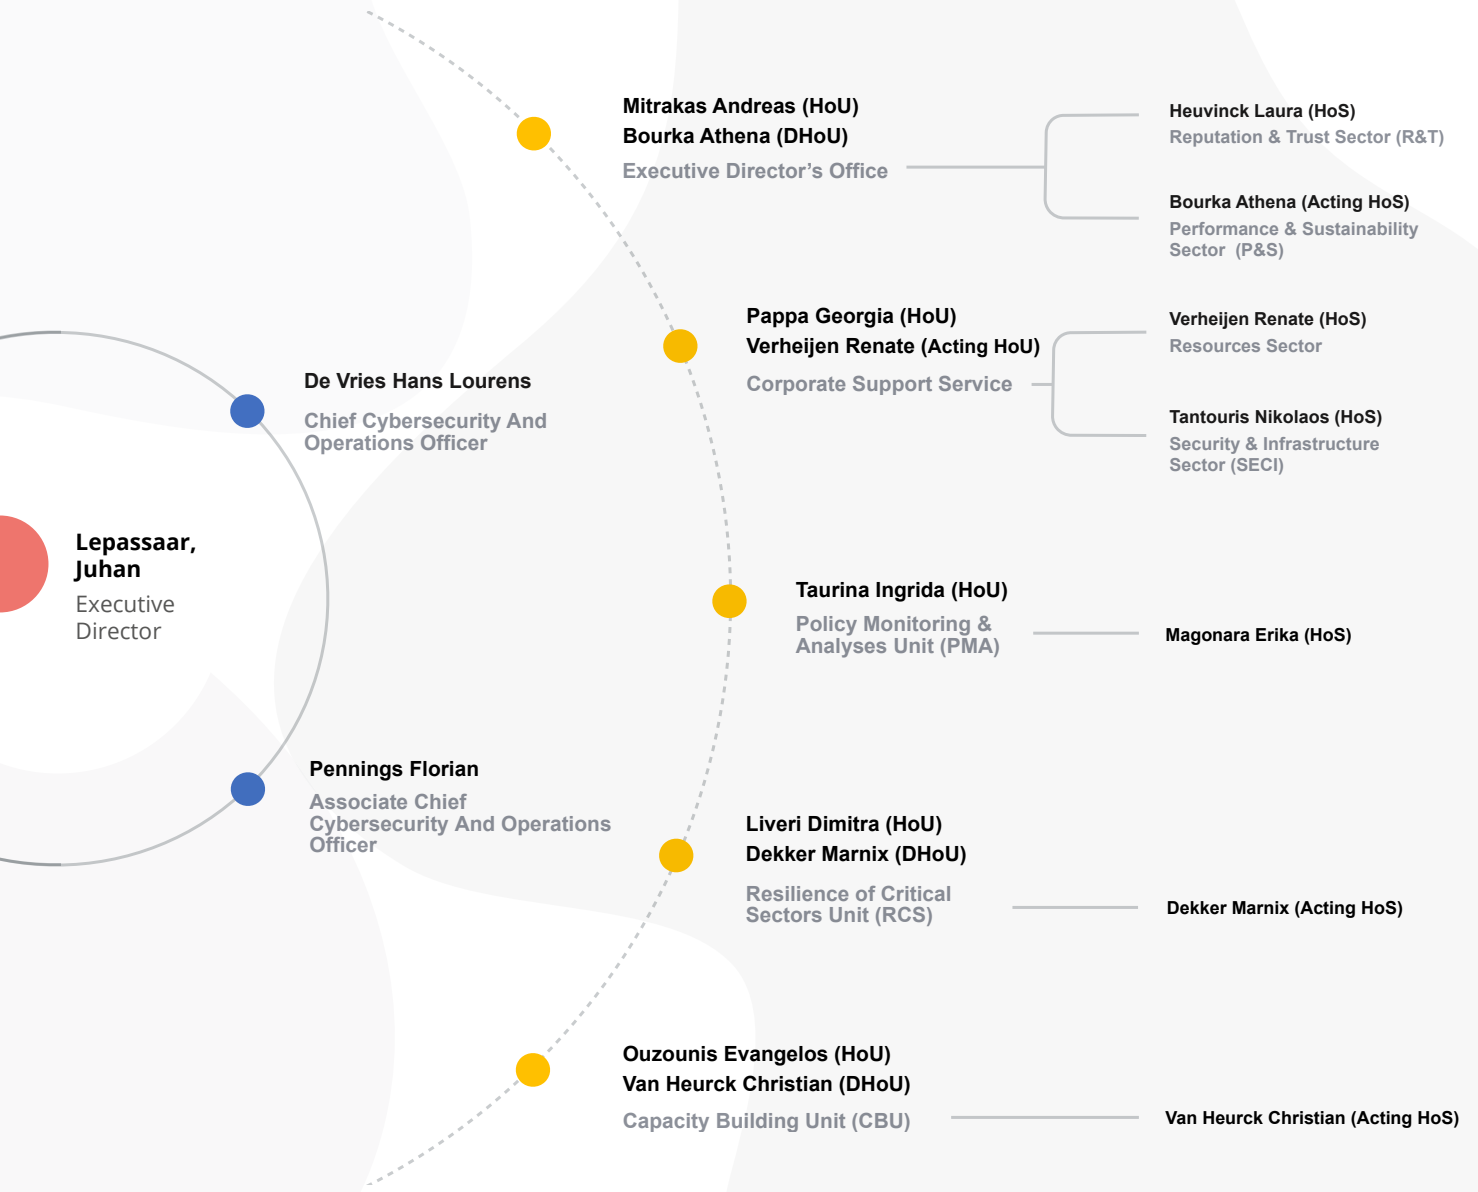 Mitrakas Andreas (HoU)
Bourka Athena (DHoU)
Executive Director’s Office
Heuvinck Laura (HoS)
Reputation & Trust Sector (R&T)
Bourka Athena (Acting HoS)
Performance & Sustainability
Sector (P&S)
Pappa Georgia (HoU)
Verheijen Renate (Acting HoU)
Corporate Support Service
Verheijen Renate (HoS)
Resources Sector
Tantouris Nikolaos (HoS)
Security & Infrastructure
Sector (SECI)
De Vries Hans Lourens
Chief Cybersecurity And
Operations Officer
Lepassaar,
Juhan
Executive
Director
Taurina Ingrida (HoU)
Policy Monitoring &
Analyses Unit (PMA)
Magonara Erika (HoS)
Pennings Florian
Associate Chief
Cybersecurity And Operations
Officer
Liveri Dimitra (HoU)
Dekker Marnix (DHoU)
Resilience of Critical
Sectors Unit (RCS)
Dekker Marnix (Acting HoS)
Ouzounis Evangelos (HoU)
Van Heurck Christian (DHoU)
Capacity Building Unit (CBU)
Van Heurck Christian (Acting HoS)